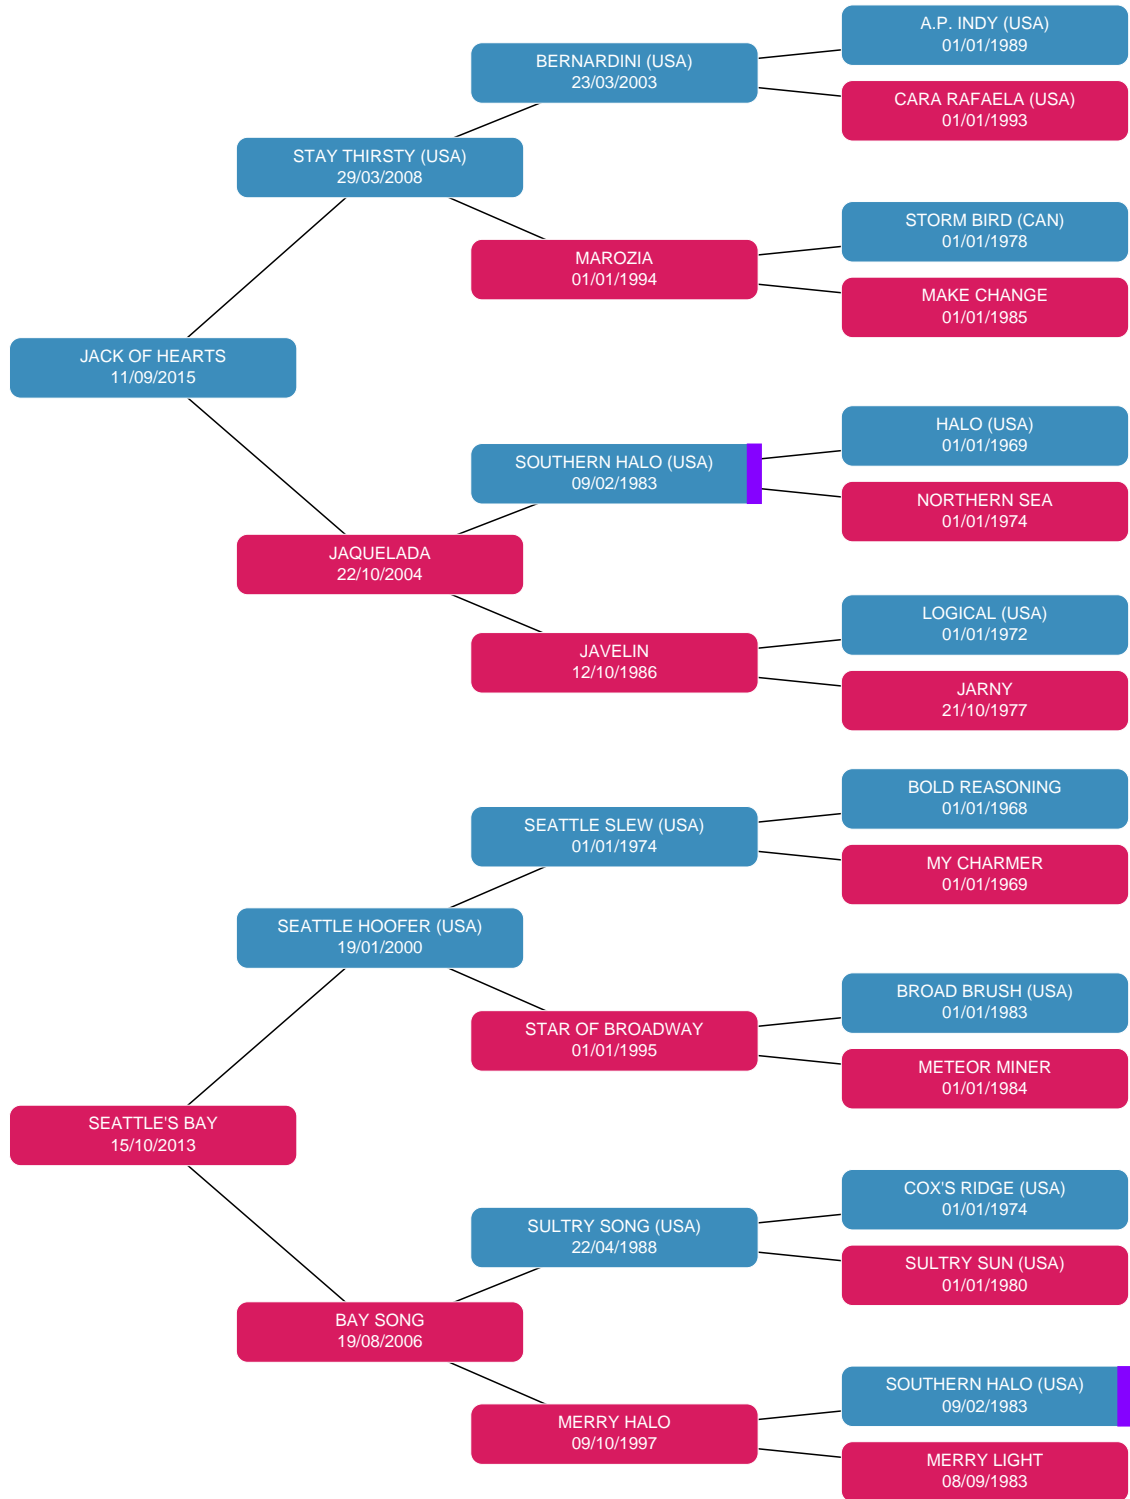 A.P. INDY (USA)
01/01/1989
BERNARDINI (USA)
23/03/2003
CARA RAFAELA (USA)
01/01/1993
STAY THIRSTY (USA)
29/03/2008
STORM BIRD (CAN)
01/01/1978
MAROZIA
01/01/1994
MAKE CHANGE
01/01/1985
JACK OF HEARTS
11/09/2015
HALO (USA)
01/01/1969
SOUTHERN HALO (USA)
09/02/1983
NORTHERN SEA
01/01/1974
JAQUELADA
22/10/2004
LOGICAL (USA)
01/01/1972
JAVELIN
12/10/1986
JARNY
21/10/1977
BOLD REASONING
01/01/1968
SEATTLE SLEW (USA)
01/01/1974
MY CHARMER
01/01/1969
SEATTLE HOOFER (USA)
19/01/2000
BROAD BRUSH (USA)
01/01/1983
STAR OF BROADWAY
01/01/1995
METEOR MINER
01/01/1984
SEATTLE'S BAY
15/10/2013
COX'S RIDGE (USA)
01/01/1974
SULTRY SONG (USA)
22/04/1988
SULTRY SUN (USA)
01/01/1980
BAY SONG
19/08/2006
SOUTHERN HALO (USA)
09/02/1983
MERRY HALO
09/10/1997
MERRY LIGHT
08/09/1983